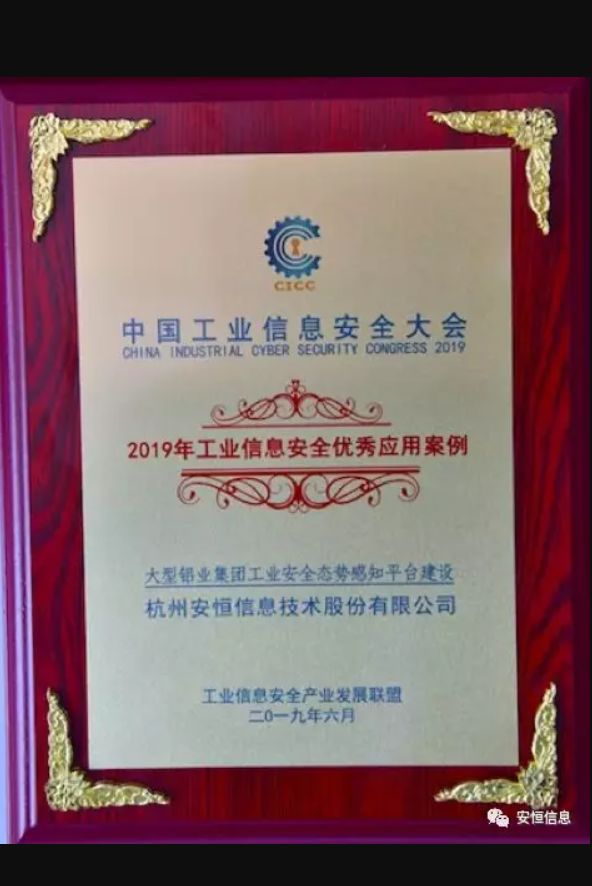 CICC
中国工业信息安全大会
CHINA INDUSTRIAL CYBER SECURITY CONGRESS 2019
2019年工业信息安全优秀应用案例
大型铝业集团工业安全态势感知平台建设
杭州安恒信息技术股份有限公司
工业信息安全产业发展联盟
二〇一九年六月
安恒信息